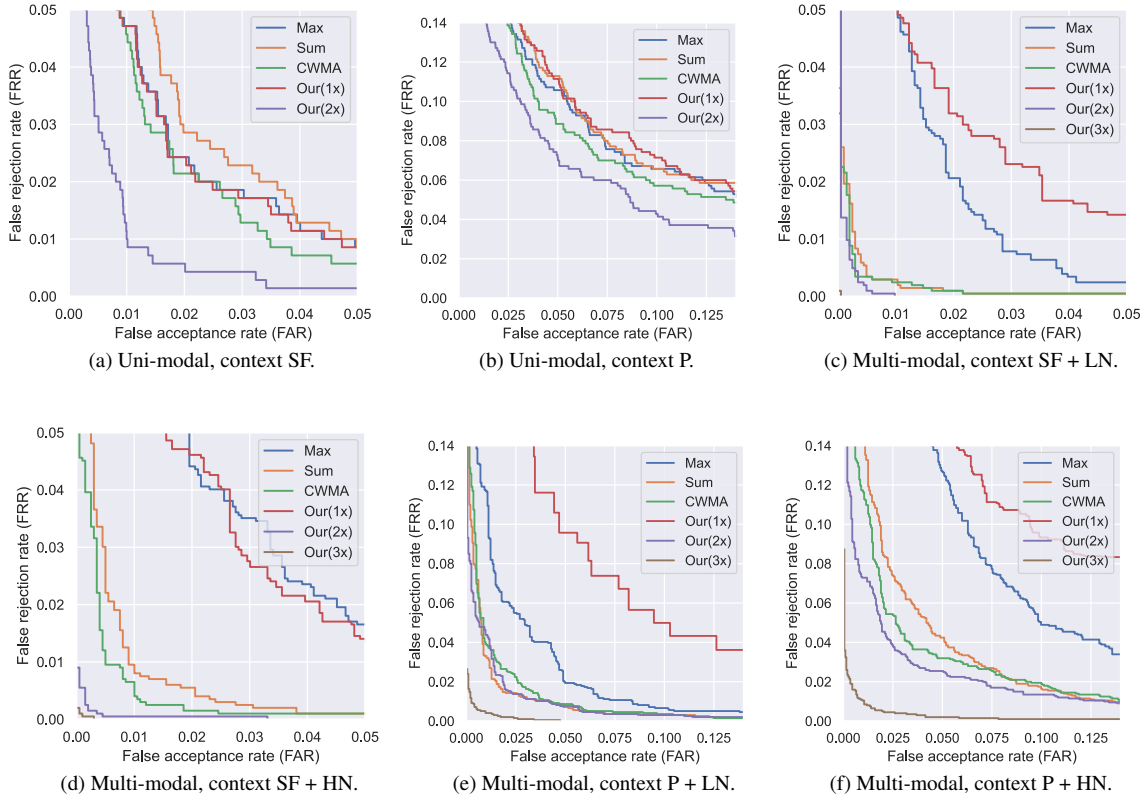 False rejection rate (FRR)
0.05
0.04
0.03
0.02
0.01
0.00
Max
Sum
CWMA
Our(1x)
Our(2x)
0.00 0.01 0.02 0.03 0.04 0.05
False acceptance rate (FAR)
(a) Uni-modal, context SF.
False rejection rate (FRR)
0.14
0.12
0.10
0.08
0.06
0.04
0.02
0.00
Max
Sum
CWMA
Our(1x)
Our(2x)
0.000 0.025 0.050 0.075 0.100 0.125
False acceptance rate (FAR)
(b) Uni-modal, context P.
False rejection rate (FRR)
0.05
0.04
0.03
0.02
0.01
0.00
Max
Sum
CWMA
Our(1x)
Our(2x)
Our(3x)
0.00 0.01 0.02 0.03 0.04 0.05
False acceptance rate (FAR)
(c) Multi-modal, context SF + LN.
False rejection rate (FRR)
0.05
0.04
0.03
0.02
0.01
0.00
Max
Sum
CWMA
Our(1x)
Our(2x)
Our(3x)
0.00 0.01 0.02 0.03 0.04 0.05
False acceptance rate (FAR)
(d) Multi-modal, context SF + HN.
False rejection rate (FRR)
0.14
0.12
0.10
0.08
0.06
0.04
0.02
0.00
Max
Sum
CWMA
Our(1x)
Our(2x)
Our(3x)
0.000 0.025 0.050 0.075 0.100 0.125
False acceptance rate (FAR)
(e) Multi-modal, context P + LN.
False rejection rate (FRR)
0.14
0.12
0.10
0.08
0.06
0.04
0.02
0.00
Max
Sum
CWMA
Our(1x)
Our(2x)
Our(3x)
0.000 0.025 0.050 0.075 0.100 0.125
False acceptance rate (FAR)
(f) Multi-modal, context P + HN.